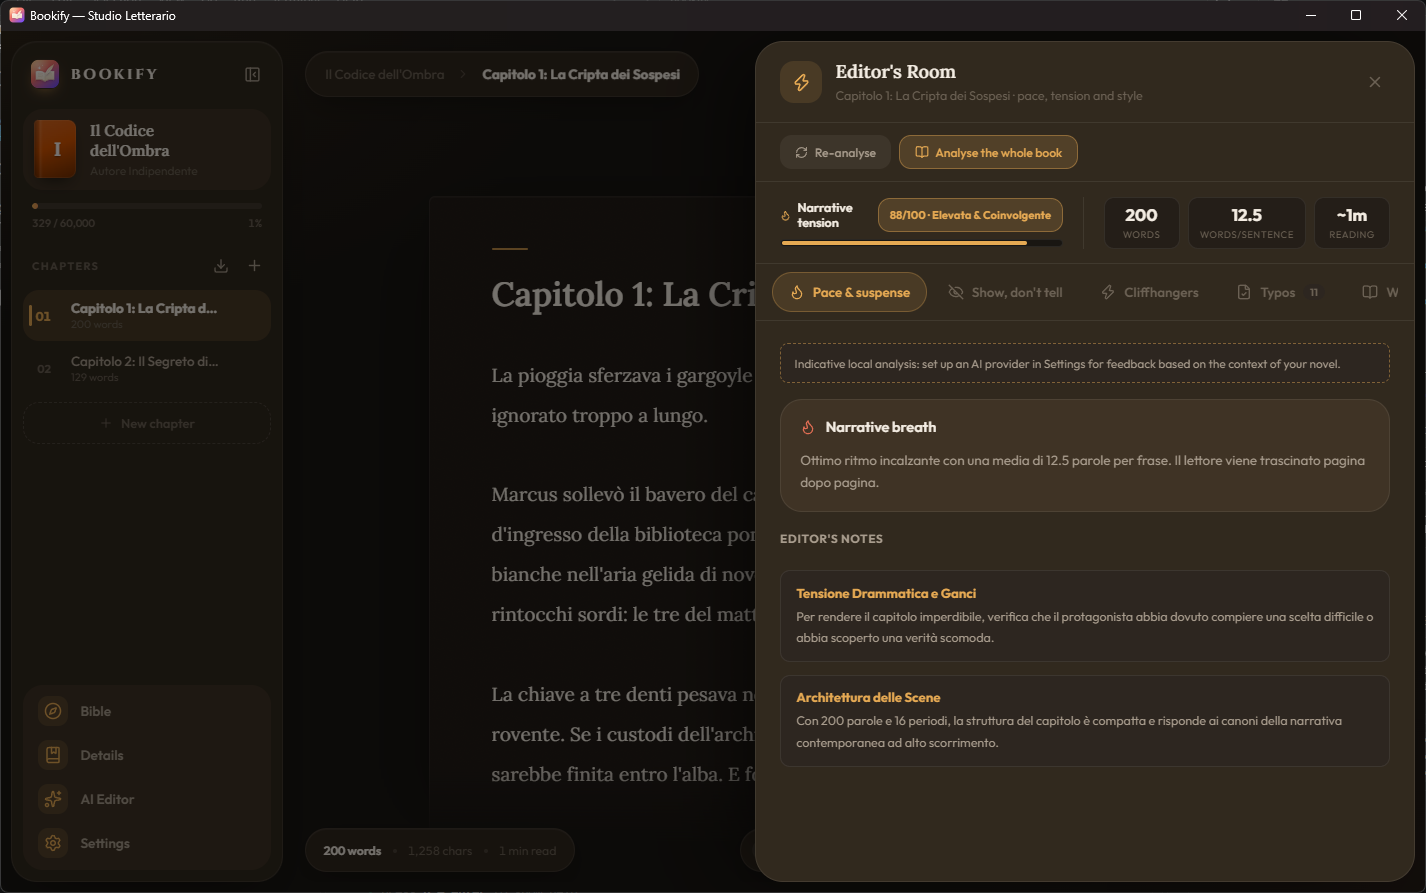 Bookify — Studio Letterario
BOOKIFY
I
Il Codice
dell'Ombra
Autore Indipendente
329 / 60,000
1%
CHAPTERS
01
Capitolo 1: La Cripta d...
200 words
02
Capitolo 2: Il Segreto di...
129 words
+ New chapter
Bible
Details
AI Editor
Settings
Il Codice dell'Ombra > Capitolo 1: La Cripta dei Sospesi
Capitolo 1: La Cri
La pioggia sferzava i gargoyle
ignorato troppo a lungo.
Marcus sollevò il bavero del
d'ingresso della biblioteca
bianche nell'aria gelida di nov
rintocchi sordi: le tre del matt
La chiave a tre denti pesava
rovente. Se i custodi dell'arch
sarebbe finita entro l'alba. E
200 words • 1,258 chars • 1 min read
Editor's Room
Capitolo 1: La Cripta dei Sospesi · pace, tension and style
Re-analyse
Analyse the whole book
Narrative
tension
88/100 · Elevata & Coinvolgente
200
WORDS
12.5
WORDS/SENTENCE
~1m
READING
Pace & suspense
Show, don't tell
Cliffhangers
Typos 11
W
Indicative local analysis: set up an AI provider in Settings for feedback based on the context of your novel.
Narrative breath
Ottimo ritmo incalzante con una media di 12.5 parole per frase. Il lettore viene trascinato pagina
dopo pagina.
EDITOR'S NOTES
Tensione Drammatica e Ganci
Per rendere il capitolo imperdibile, verifica che il protagonista abbia dovuto compiere una scelta difficile o
abbia scoperto una verità scomoda.
Architettura delle Scene
Con 200 parole e 16 periodi, la struttura del capitolo è compatta e risponde ai canoni della narrativa
contemporanea ad alto scorrimento.